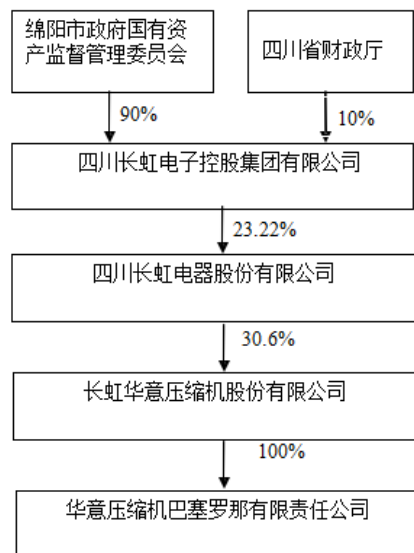 绵阳市政府国有资
产监督管理委员会
四川省财政厅
90%
10%
四川长虹电子控股集团有限公司
23.22%
四川长虹电器股份有限公司
30.6%
长虹华意压缩机股份有限公司
100%
华意压缩机巴塞罗那有限责任公司